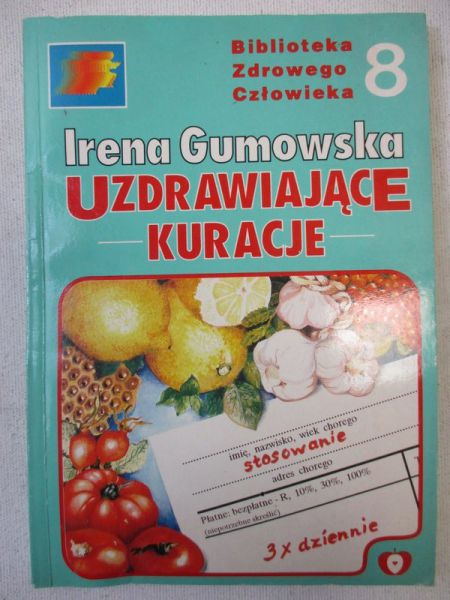 Biblioteka
Zdrowego
Człowieka
8
Irena Gumowska
UZDRAWIAJĄCE
KURACJE
imię, nazwisko, wiek chorego
stosowanie
adres chorego
Płatne: bezpłatne - R, 10%, 30%, 100%
(niepotrzebne skreślić)
3 x dziennie